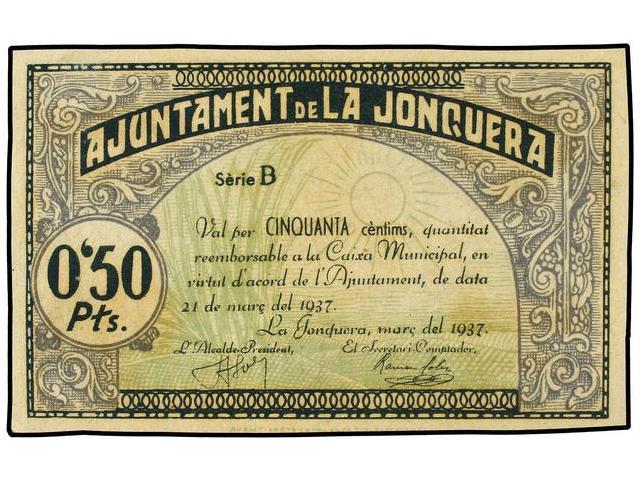 AJUNTAMENT DE LA JONQUERA
Sèrie B
Val per CINQUANTA cèntims, quantitat
reemborsable a la Caixa Municipal, en
virtut d'acord de l'Ajuntament, de data
21 de març del 1937.
La Jonquera, març del 1937.
0'50
Pts.
L'Alcalde-President,
El Secretari-Comptador,